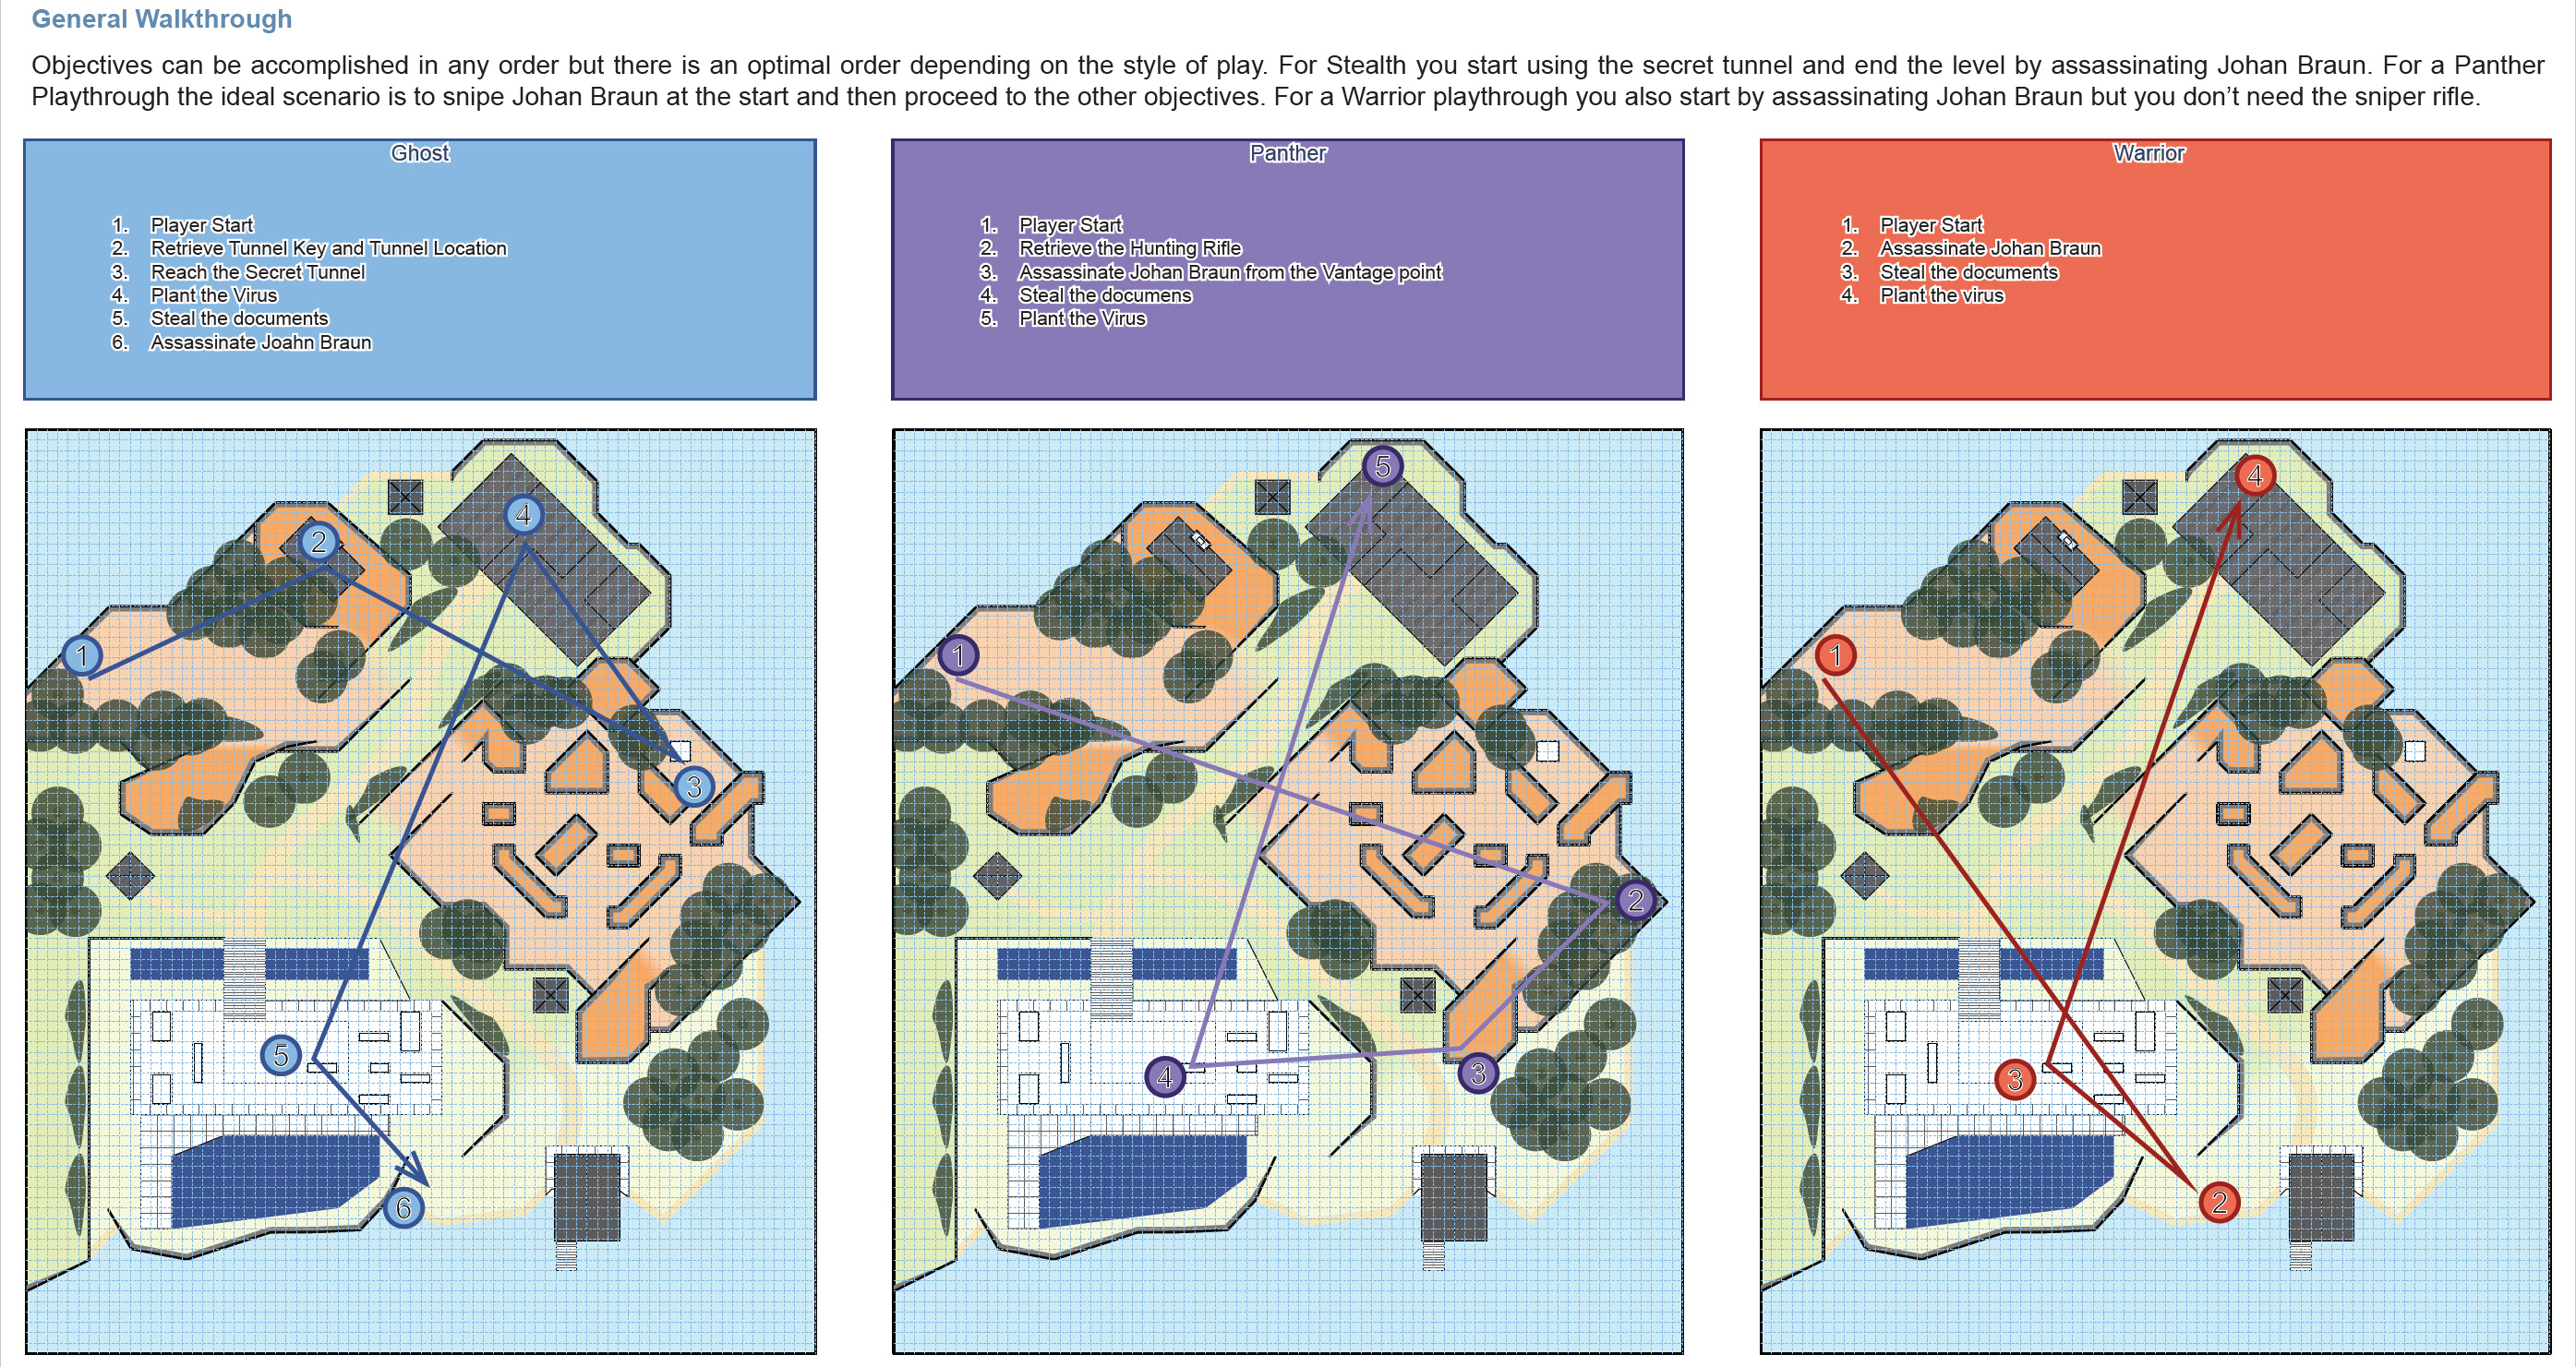 General Walkthrough
Objectives can be accomplished in any order but there is an optimal order depending on the style of play. For Stealth you start using the secret tunnel and end the level by assassinating Johan Braun. For a Panther
Playthrough the ideal scenario is to snipe Johan Braun at the start and then proceed to the other objectives. For a Warrior playthrough you also start by assassinating Johan Braun but you don’t need the sniper rifle.
Ghost
1. Player Start
2. Retrieve Tunnel Key and Tunnel Location
3. Reach the Secret Tunnel
4. Plant the Virus
5. Steal the documents
6. Assassinate Joahn Braun
Panther
1. Player Start
2. Retrieve the Hunting Rifle
3. Assassinate Johan Braun from the Vantage point
4. Steal the documens
5. Plant the Virus
Warrior
1. Player Start
2. Assassinate Johan Braun
3. Steal the documents
4. Plant the virus
4
2
1
3
5
6
5
1
2
4
3
4
1
3
2